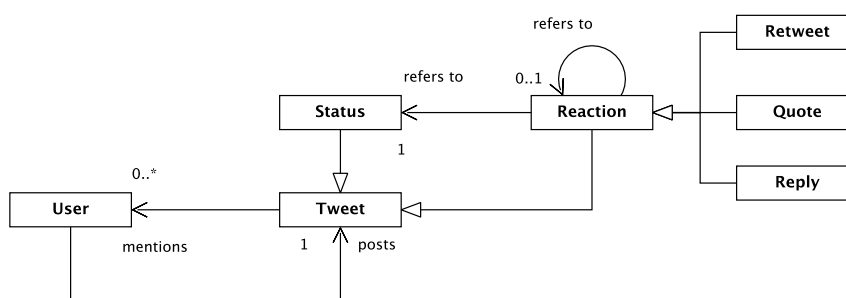 refers to
Retweet
refers to
0..1
Status
Reaction
Quote
1
0..*
Reply
User
Tweet
mentions
1
posts